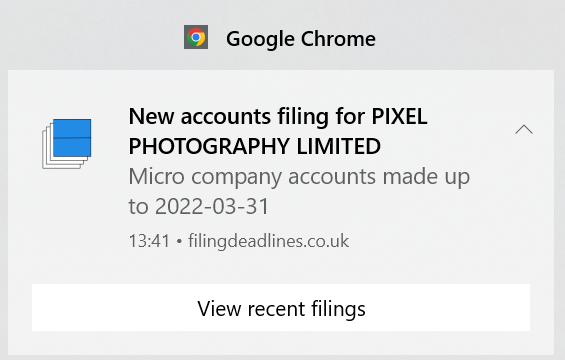 Google Chrome
New accounts filing for PIXEL
PHOTOGRAPHY LIMITED
Micro company accounts made up
to 2022-03-31
13:41 • filingdeadlines.co.uk
View recent filings